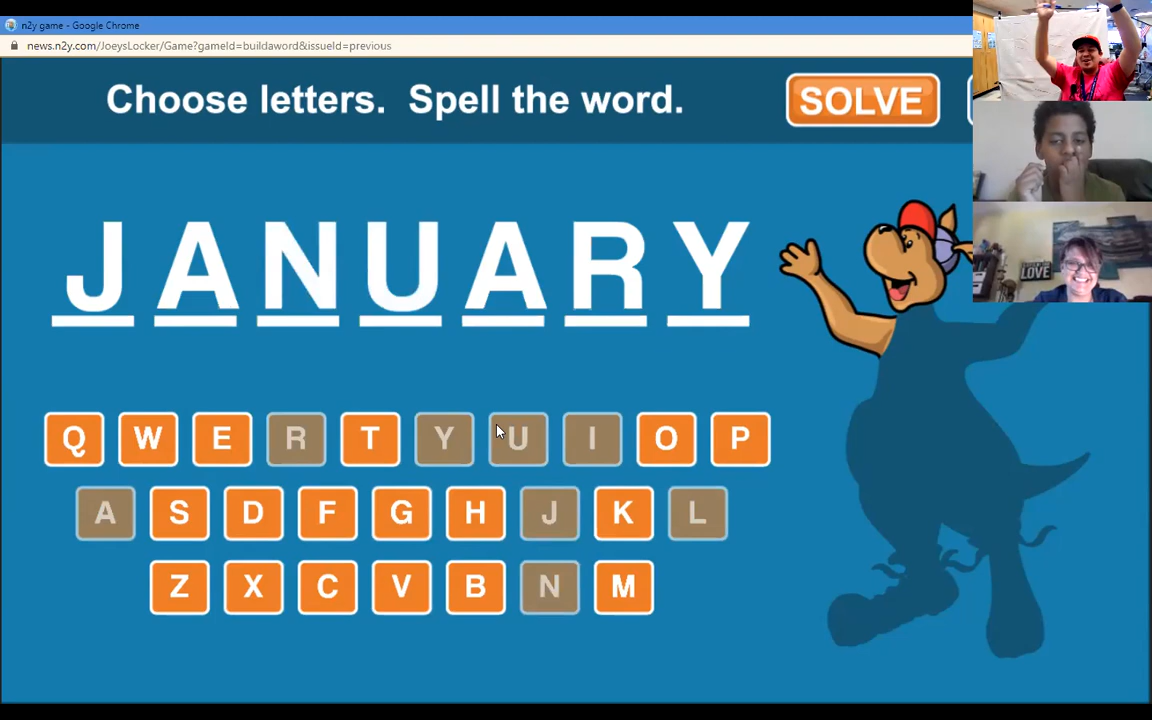 n2y game - Google Chrome
news.n2y.com/JoeysLocker/Game?gameId=buildaword&issueId=previous
Choose letters. Spell the word.
SOLVE
JANUARY
Q W E R T Y U I O P
A S D F G H J K L
Z X C V B N M
LOVE